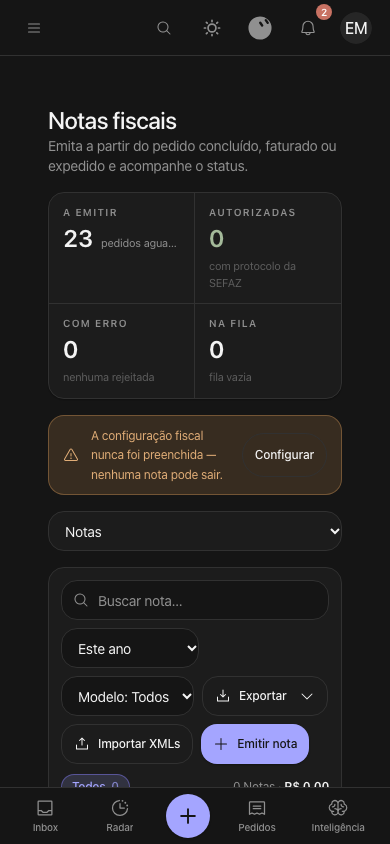 2
EM
Notas fiscais
Emita a partir do pedido concluído, faturado ou
expedido e acompanhe o status.
A EMITIR
23 pedidos agua...
AUTORIZADAS
0
com protocolo da
SEFAZ
COM ERRO
0
nenhuma rejeitada
NA FILA
0
fila vazia
A configuração fiscal
nunca foi preenchida —
nenhuma nota pode sair.
Configurar
Notas
Buscar nota...
Este ano
Modelo: Todos
Exportar
Importar XMLs
Emitir nota
Todos 0
0 Notas · R$ 0,00
Inbox
Radar
Pedidos
Inteligência